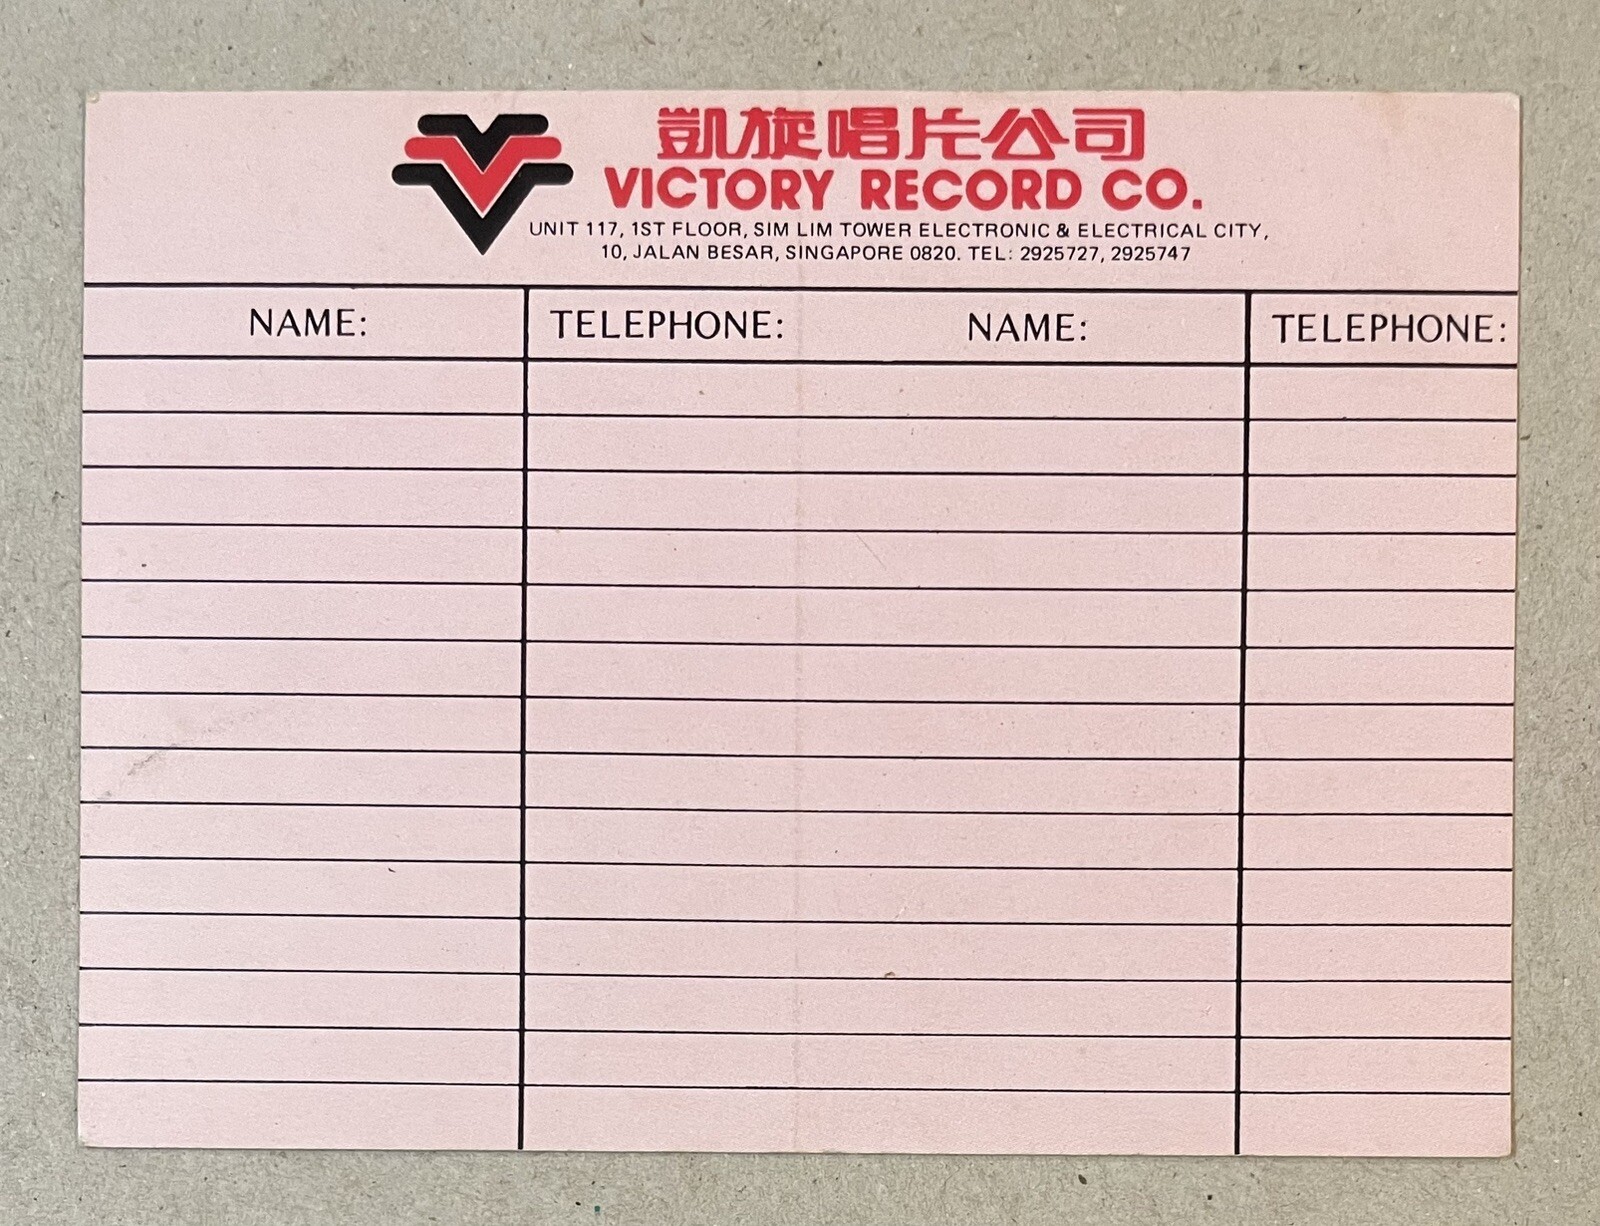 凱旋唱片公司
VICTORY RECORD CO.
UNIT 117, 1ST FLOOR, SIM LIM TOWER ELECTRONIC & ELECTRICAL CITY,
10, JALAN BESAR, SINGAPORE 0820. TEL: 2925727, 2925747
NAME: TELEPHONE: NAME: TELEPHONE: